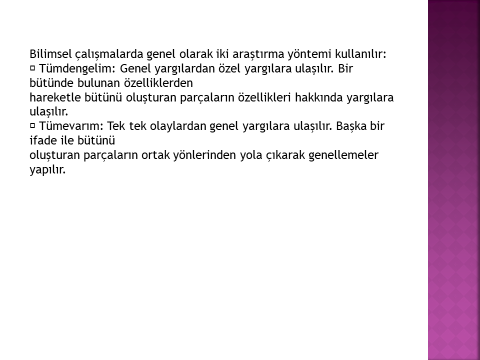 Bilimsel çalışmalarda genel olarak iki araştırma yöntemi kullanılır:
▯ Tümdengelim: Genel yargılardan özel yargılara ulaşılır. Bir
bütünde bulunan özelliklerden
hareketle bütünü oluşturan parçaların özellikleri hakkında yargılara
ulaşılır.
▯ Tümevarım: Tek tek olaylardan genel yargılara ulaşılır. Başka bir
ifade ile bütünü
oluşturan parçaların ortak yönlerinden yola çıkarak genellemeler
yapılır.